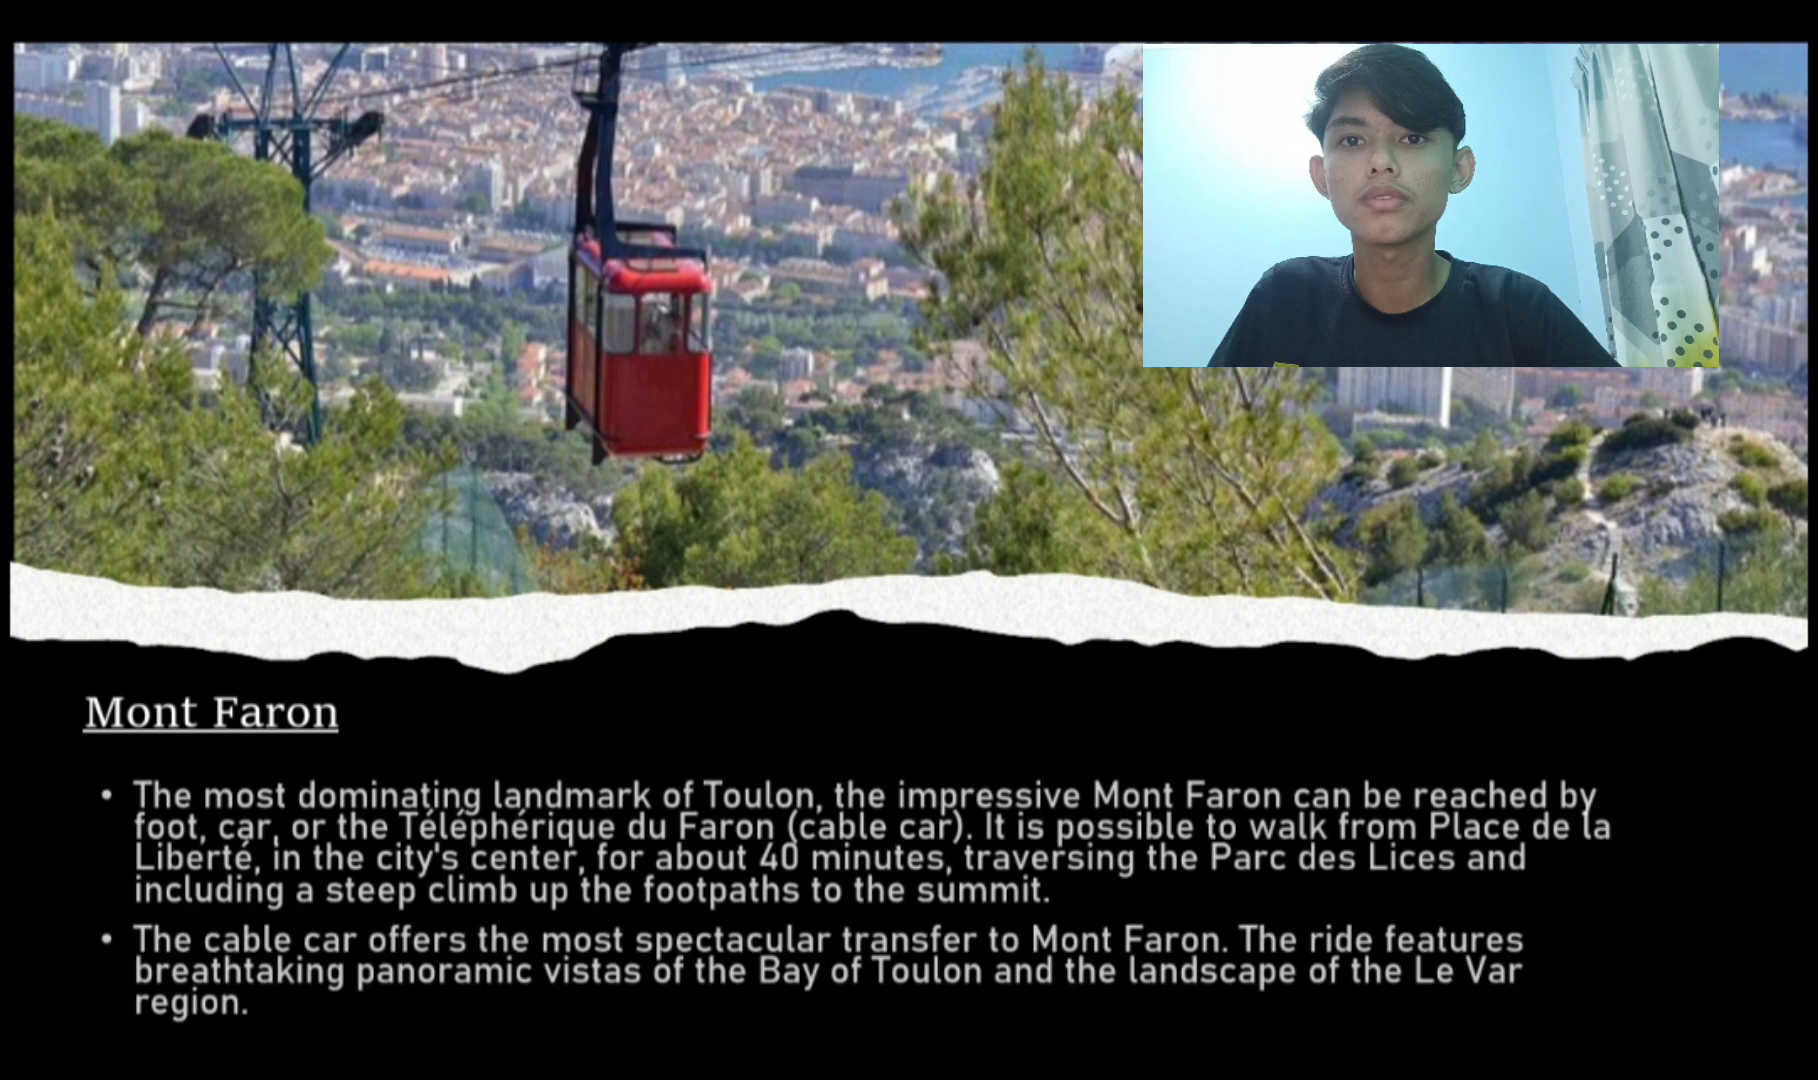 Mont Faron
• The most dominating landmark of Toulon, the impressive Mont Faron can be reached by
foot, car, or the Téléphérique du Faron (cable car). It is possible to walk from Place de la
Liberté, in the city's center, for about 40 minutes, traversing the Parc des Lices and
including a steep climb up the footpaths to the summit.
• The cable car offers the most spectacular transfer to Mont Faron. The ride features
breathtaking panoramic vistas of the Bay of Toulon and the landscape of the Le Var
region.